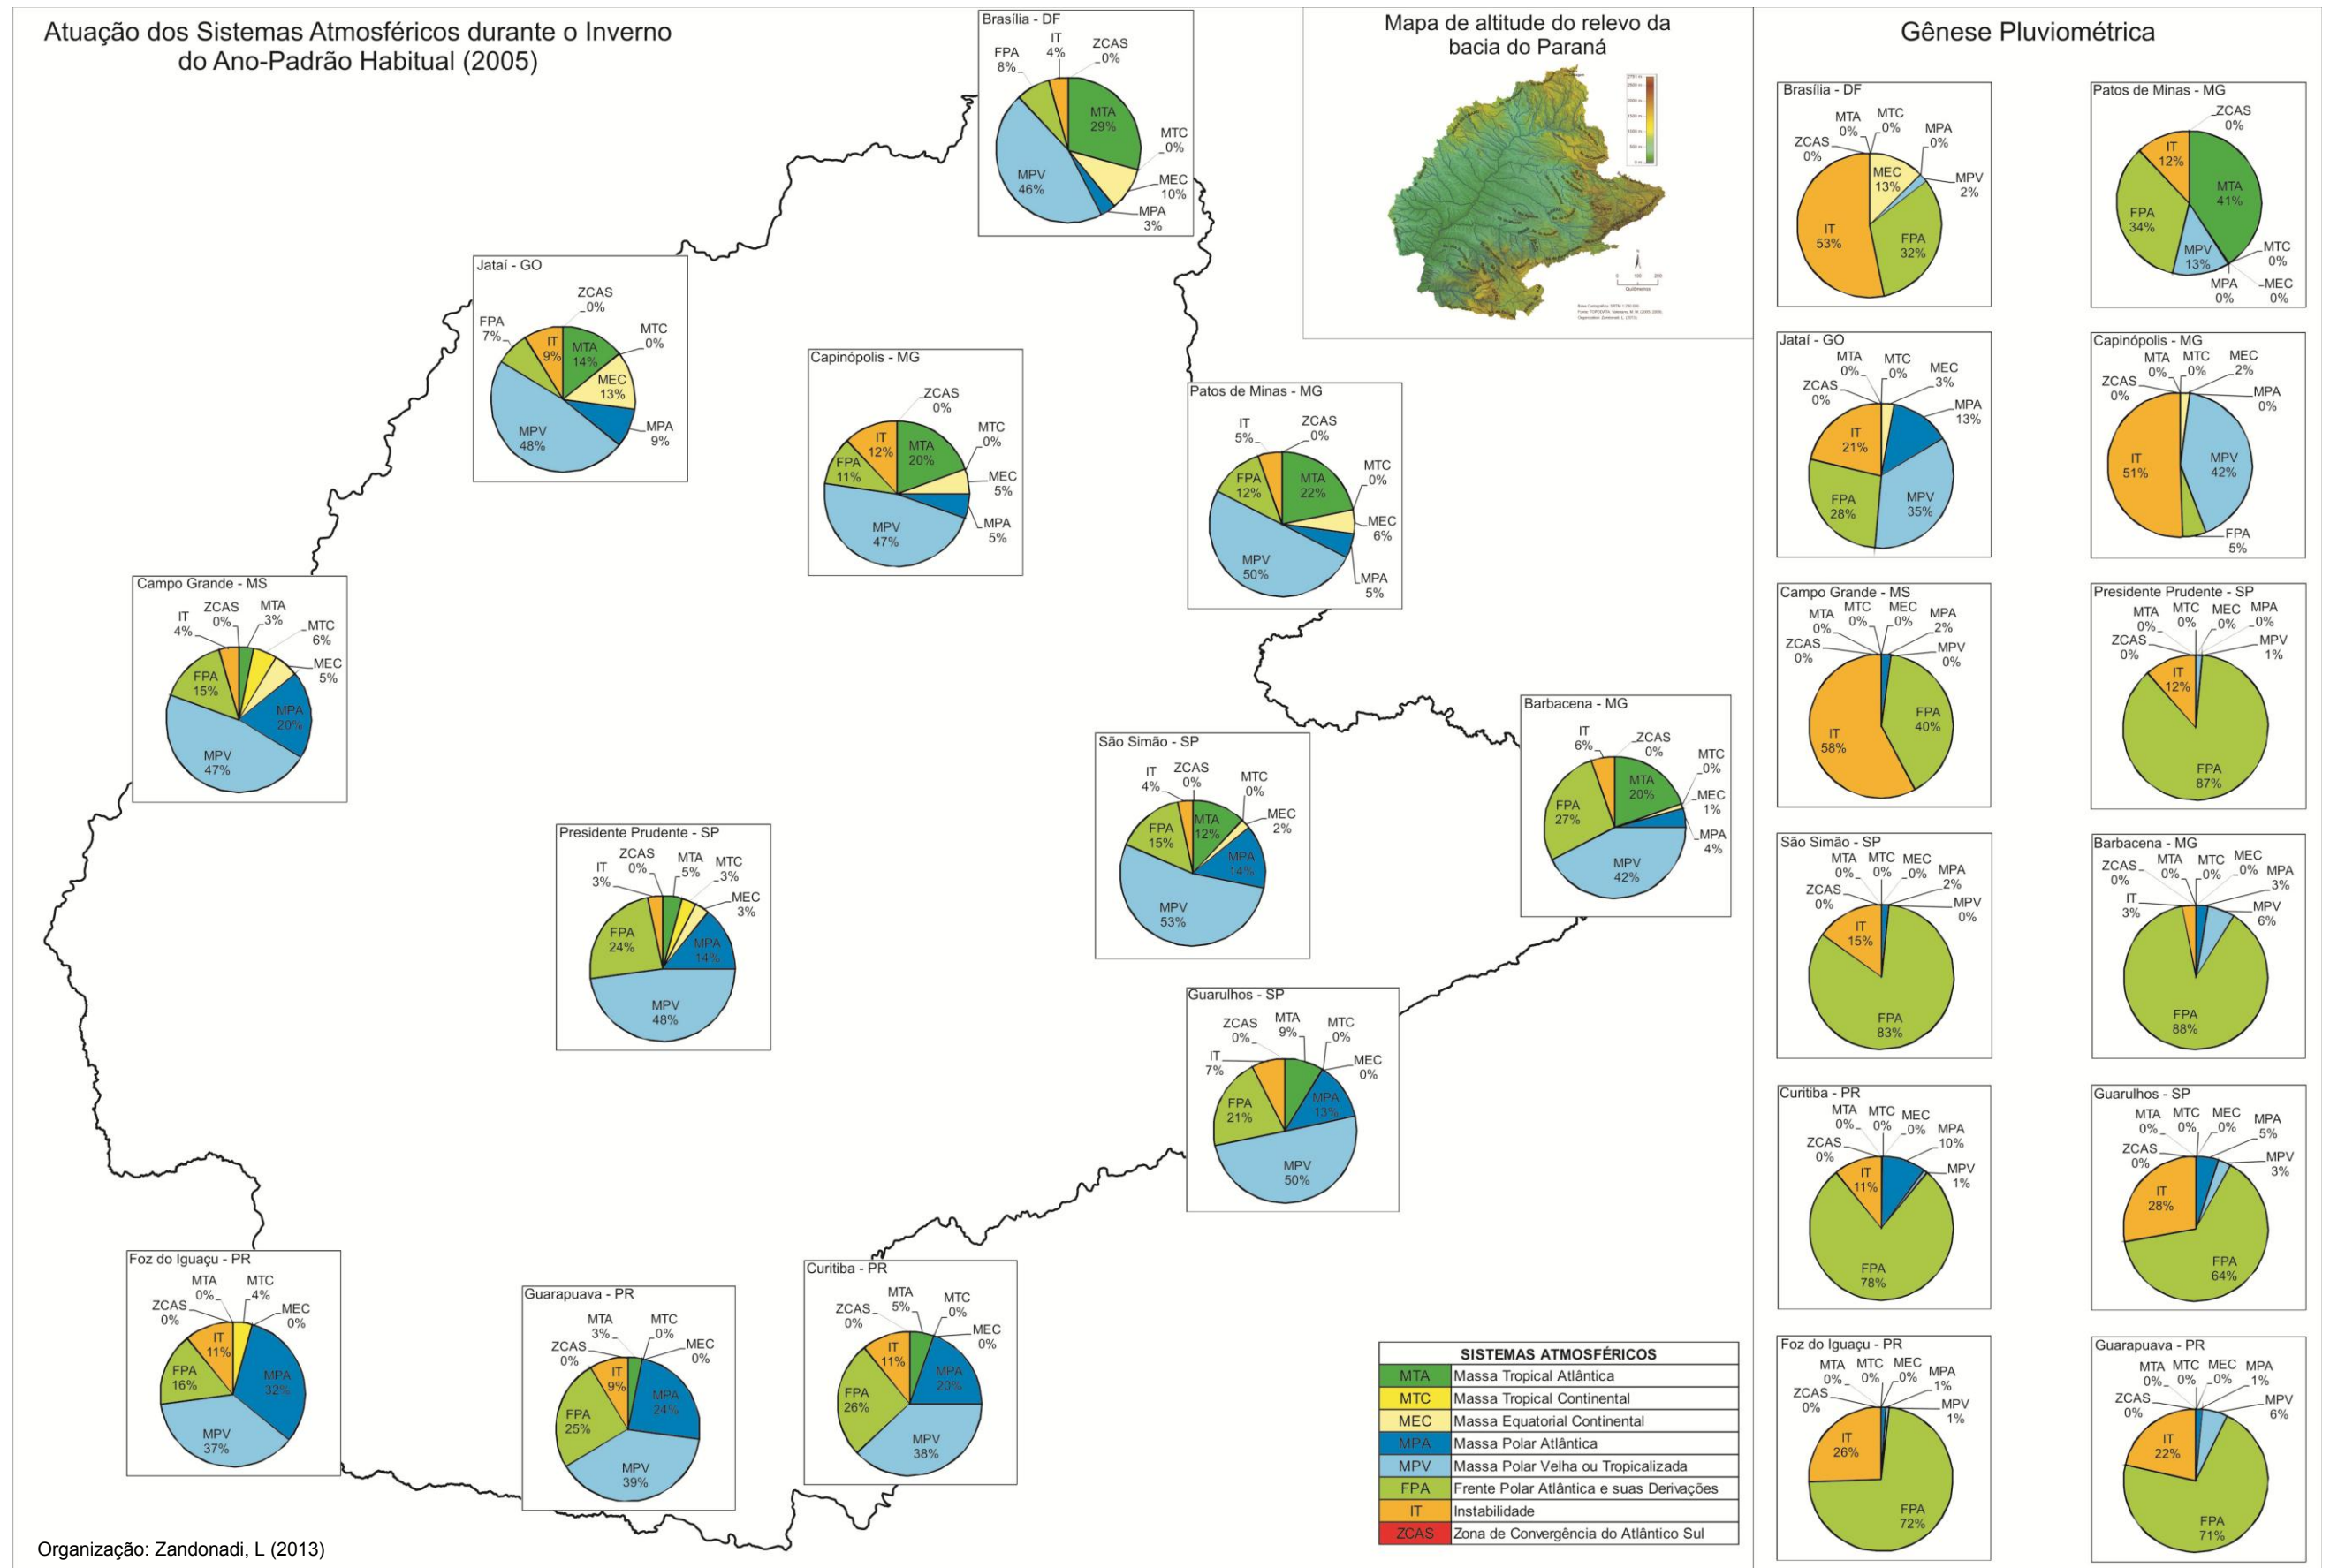 Atuação dos Sistemas Atmosféricos durante o Inverno
do Ano-Padrão Habitual (2005)
Brasília - DF
IT
4%
ZCAS
0%
FPA
8%
MTA
29%
MTC
0%
MEC
10%
MPA
3%
MPV
46%
Jataí - GO
ZCAS
0%
FPA
7%
IT
9%
MTA
14%
MTC
0%
MEC
13%
MPA
9%
MPV
48%
Capinópolis - MG
ZCAS
0%
IT
12%
MTA
20%
MTC
0%
FPA
11%
MEC
5%
MPA
5%
MPV
47%
Patos de Minas - MG
IT
5%
ZCAS
0%
FPA
12%
MTA
22%
MTC
0%
MEC
6%
MPA
5%
MPV
50%
Campo Grande - MS
IT
4%
ZCAS
0%
MTA
3%
MTC
6%
MEC
5%
FPA
15%
MPA
20%
MPV
47%
Presidente Prudente - SP
IT
3%
ZCAS
0%
MTA
5%
MTC
3%
MEC
3%
FPA
24%
MPA
14%
MPV
48%
São Simão - SP
IT
4%
ZCAS
0%
MTC
0%
MEC
2%
FPA
15%
MTA
12%
MPA
14%
MPV
53%
Barbacena - MG
IT
6%
ZCAS
0%
MTC
0%
MTA
20%
MEC
1%
FPA
27%
MPA
4%
MPV
42%
Guarulhos - SP
ZCAS
0%
MTA
9%
MTC
0%
IT
7%
MEC
0%
FPA
21%
MPA
13%
MPV
50%
Foz do Iguaçu - PR
MTA
0%
MTC
4%
ZCAS
0%
MEC
0%
IT
11%
FPA
16%
MPA
32%
MPV
37%
Guarapuava - PR
MTA
3%
MTC
0%
ZCAS
0%
MEC
0%
IT
9%
FPA
25%
MPA
24%
MPV
39%
Curitiba - PR
MTA
5%
MTC
0%
ZCAS
0%
MEC
0%
IT
11%
FPA
26%
MPA
20%
MPV
38%
Organização: Zandonadi, L (2013)
Mapa de altitude do relevo da
bacia do Paraná
SISTEMAS ATMOSFÉRICOS
MTA Massa Tropical Atlântica
MTC Massa Tropical Continental
MEC Massa Equatorial Continental
MPA Massa Polar Atlântica
MPV Massa Polar Velha ou Tropicalizada
FPA Frente Polar Atlântica e suas Derivações
IT Instabilidade
ZCAS Zona de Convergência do Atlântico Sul
Gênese Pluviométrica
Brasília - DF
MTA
0%
MTC
0%
MPA
0%
ZCAS
0%
MEC
13%
MPV
2%
IT
53%
FPA
32%
Patos de Minas - MG
ZCAS
0%
IT
12%
MTA
41%
FPA
34%
MPV
13%
MTC
0%
MPA
0%
MEC
0%
Jataí - GO
MTA
0%
MTC
0%
MEC
3%
ZCAS
0%
MPA
13%
IT
21%
FPA
28%
MPV
35%
Capinópolis - MG
MTA
0%
MTC
0%
MEC
2%
ZCAS
0%
MPA
0%
IT
51%
MPV
42%
FPA
5%
Campo Grande - MS
MTA
0%
MTC
0%
MEC
0%
MPA
2%
ZCAS
0%
MPV
0%
FPA
40%
IT
58%
Presidente Prudente - SP
MTA
0%
MTC
0%
MEC
0%
MPA
0%
ZCAS
0%
MPV
1%
IT
12%
FPA
87%
São Simão - SP
MTA
0%
MTC
0%
MEC
0%
MPA
2%
ZCAS
0%
MPV
0%
IT
15%
FPA
83%
Barbacena - MG
ZCAS
0%
MTA
0%
MTC
0%
MEC
0%
MPA
3%
IT
3%
MPV
6%
FPA
88%
Curitiba - PR
MTA
0%
MTC
0%
MEC
0%
MPA
10%
ZCAS
0%
MPV
1%
IT
11%
FPA
78%
Guarulhos - SP
MTA
0%
MTC
0%
MEC
0%
MPA
5%
ZCAS
0%
MPV
3%
IT
28%
FPA
64%
Foz do Iguaçu - PR
MTA
0%
MTC
0%
MEC
0%
MPA
1%
ZCAS
0%
MPV
1%
IT
26%
FPA
72%
Guarapuava - PR
MTA
0%
MTC
0%
MEC
0%
MPA
1%
ZCAS
0%
MPV
6%
IT
22%
FPA
71%